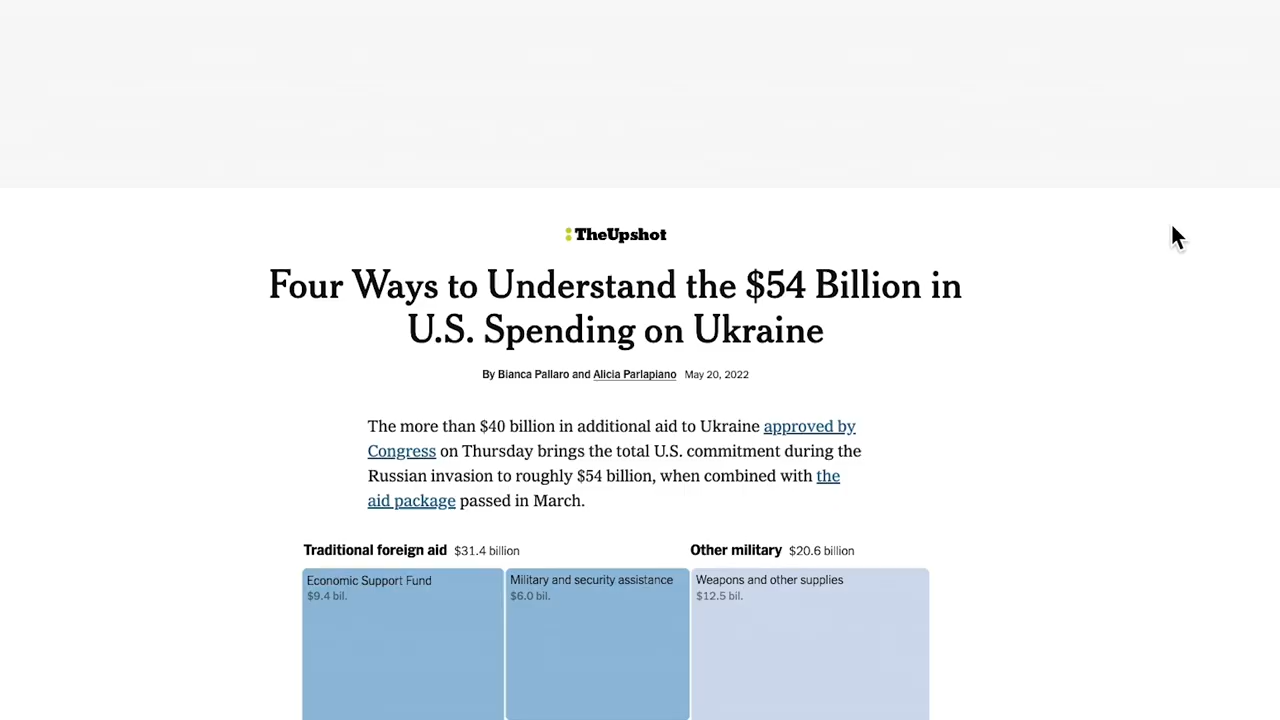 TheUpshot
Four Ways to Understand the $54 Billion in
U.S. Spending on Ukraine
By Bianca Pallaro and Alicia Parlapiano May 20, 2022
The more than $40 billion in additional aid to Ukraine approved by
Congress on Thursday brings the total U.S. commitment during the
Russian invasion to roughly $54 billion, when combined with the
aid package passed in March.
Traditional foreign aid $31.4 billion
Other military $20.6 billion
Economic Support Fund
$9.4 bil.
Military and security assistance
$6.0 bil.
Weapons and other supplies
$12.5 bil.